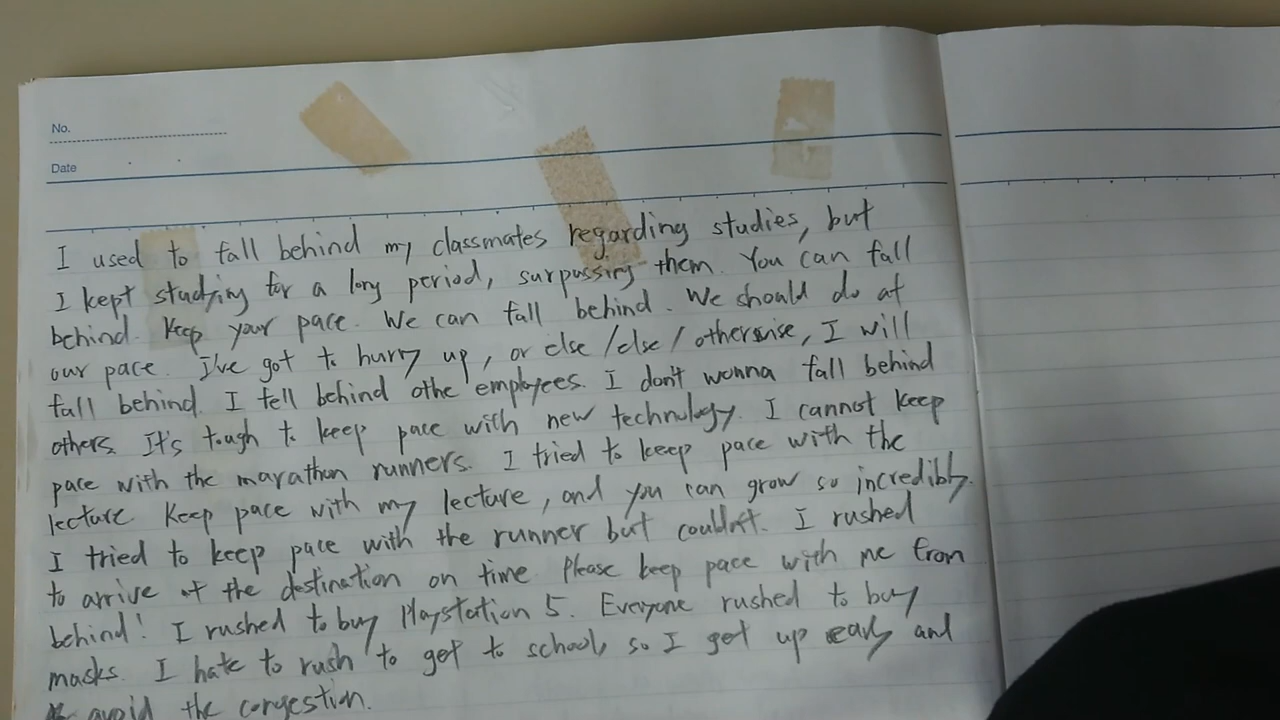 No.
Date
I used to fall behind my classmates regarding studies, but
I kept studying for a long period, surpassing them. You can fall
behind. Keep your pace. We can fall behind. We should do at
our pace. I've got to hurry up, or else / else / otherwise, I will
fall behind. I fell behind othe employees. I don't wanna fall behind
others. It's tough to keep pace with new technology. I cannot keep
pace with the marathon runners. I tried to keep pace with the
lecture. Keep pace with my lecture, and you can grow so incredibly.
I tried to keep pace with the runner but couldn't. I rushed
to arrive at the destination on time. Please keep pace with me from
behind! I rushed to buy Playstation 5. Everyone rushed to buy
masks. I hate to rush to get to school, so I get up early and
avoid the congestion.